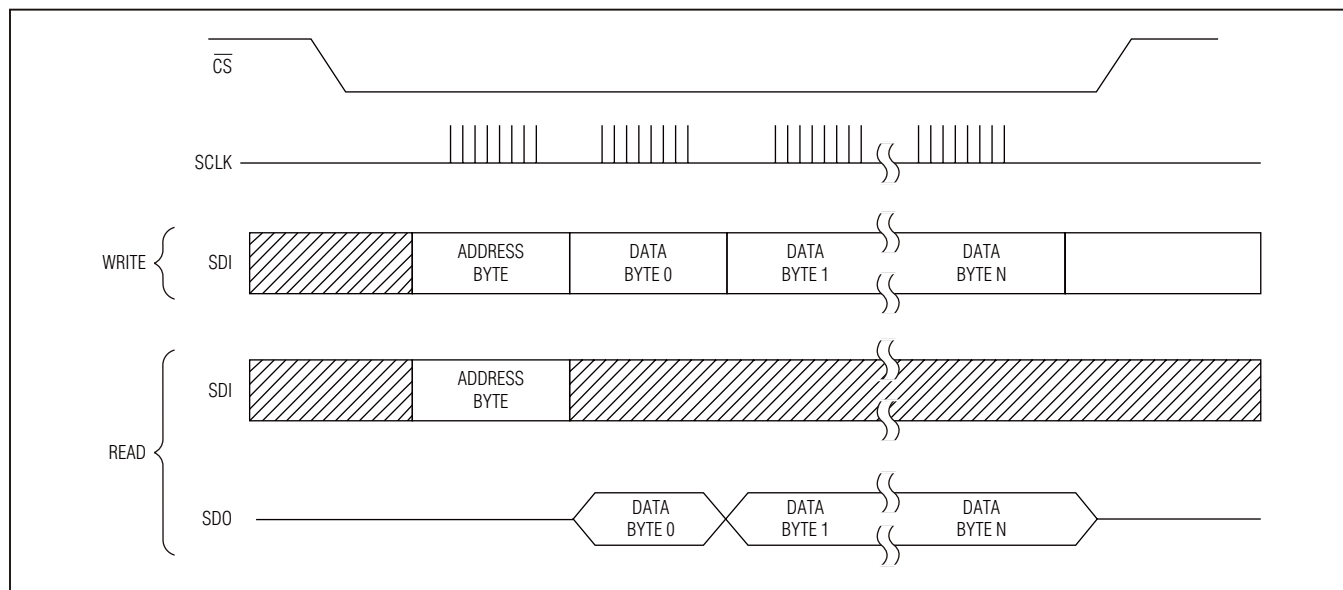 CS
SCLK
WRITE
SDI
ADDRESS
BYTE
DATA
BYTE 0
DATA
BYTE 1
DATA
BYTE N
READ
SDI
ADDRESS
BYTE
SDO
DATA
BYTE 0
DATA
BYTE 1
DATA
BYTE N